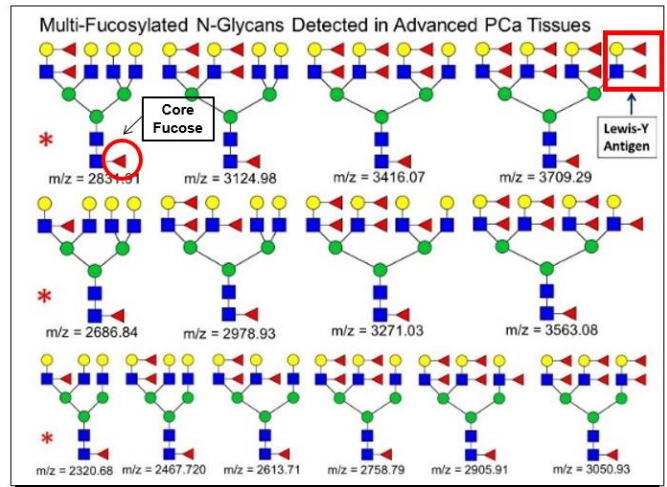 Multi-Fucosylated N-Glycans Detected in Advanced PCa Tissues
Core
Fucose
Lewis-Y
Antigen
*
m/z = 2831.91
m/z = 3124.98
m/z = 3416.07
m/z = 3709.29
*
m/z = 2686.84
m/z = 2978.93
m/z = 3271.03
m/z = 3563.08
*
m/z = 2320.68
m/z = 2467.720
m/z = 2613.71
m/z = 2758.79
m/z = 2905.91
m/z = 3050.93